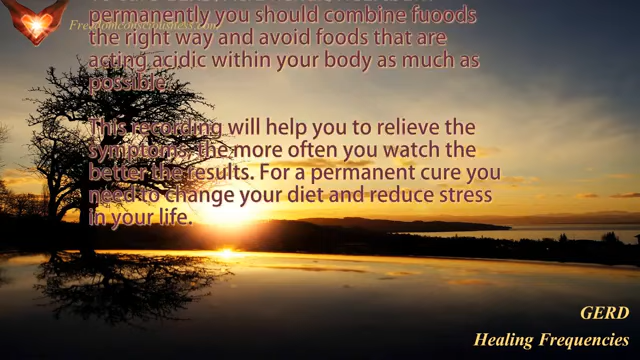 Freedomconsciousness.com
permanently you should combine fuoods
the right way and avoid foods that are
acting acidic within your body as much as
possible.
This recording will help you to relieve the
symptoms. The more often you watch the
better the results. For a permanent cure you
need to change your diet and reduce stress
in your life.
GERD
Healing Frequencies